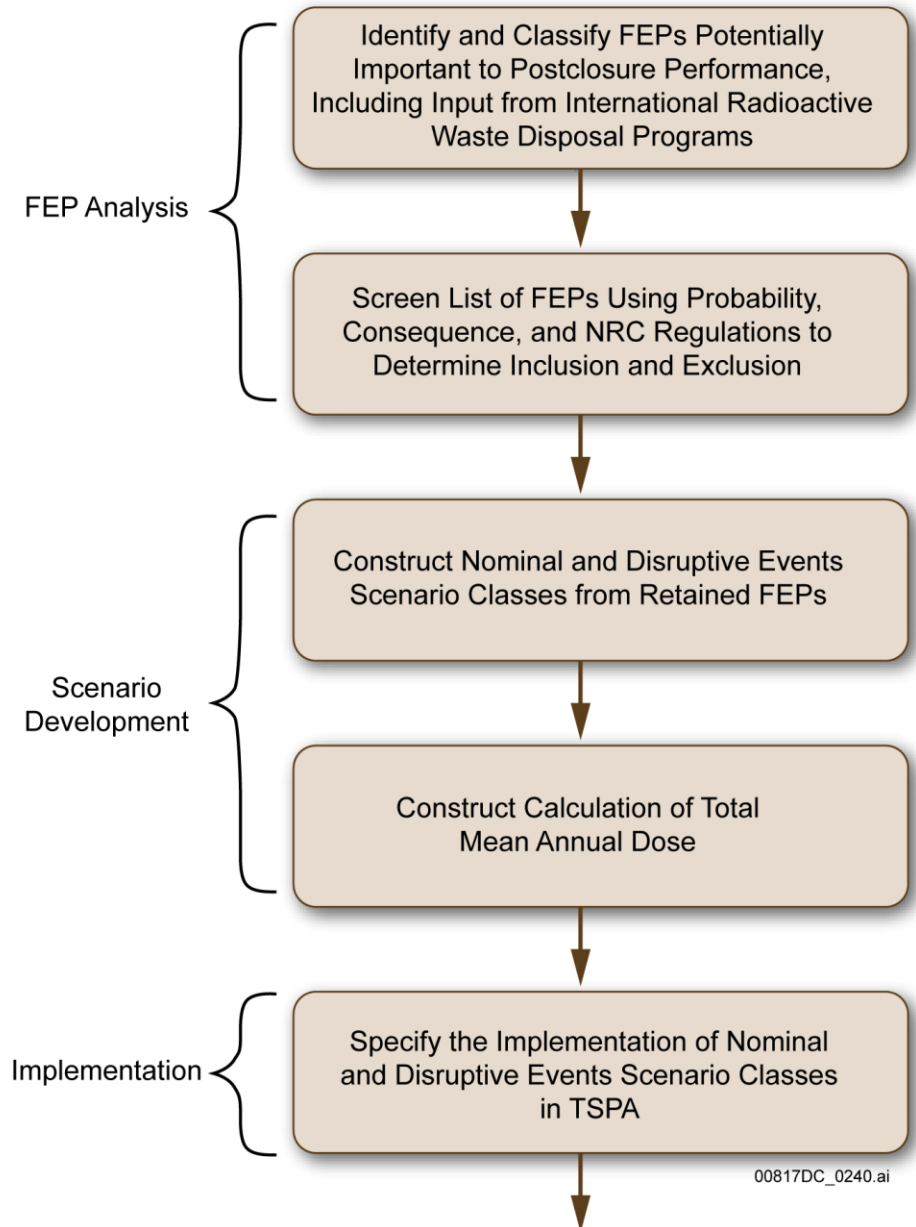 Identify and Classify FEPs Potentially
Important to Postclosure Performance,
Including Input from International Radioactive
Waste Disposal Programs
FEP Analysis
Screen List of FEPs Using Probability,
Consequence, and NRC Regulations to
Determine Inclusion and Exclusion
Construct Nominal and Disruptive Events
Scenario Classes from Retained FEPs
Scenario
Development
Construct Calculation of Total
Mean Annual Dose
Implementation
Specify the Implementation of Nominal
and Disruptive Events Scenario Classes
in TSPA
00817DC_0240.ai